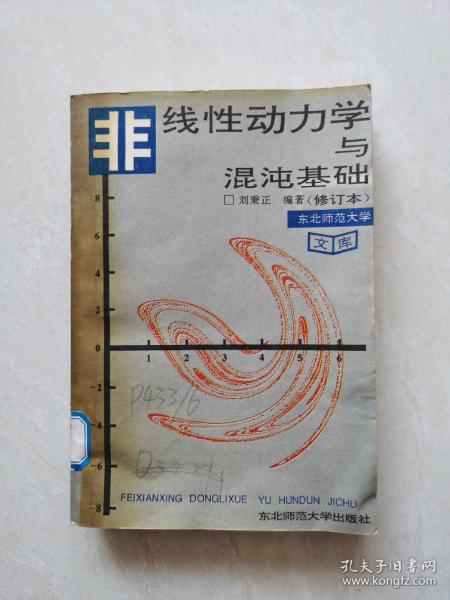 非线性动力学
与
混沌基础
□刘秉正 编著(修订本)
东北师范大学
文库
8
6
4
2
0
-2
-4
-6
-8
1 2 3 4 5 6
P433/6
FEIXIANXING DONGLIXUE YU HUNDUN JICHU
东北师范大学出版社
孔夫子旧书网
www.kongfz.com